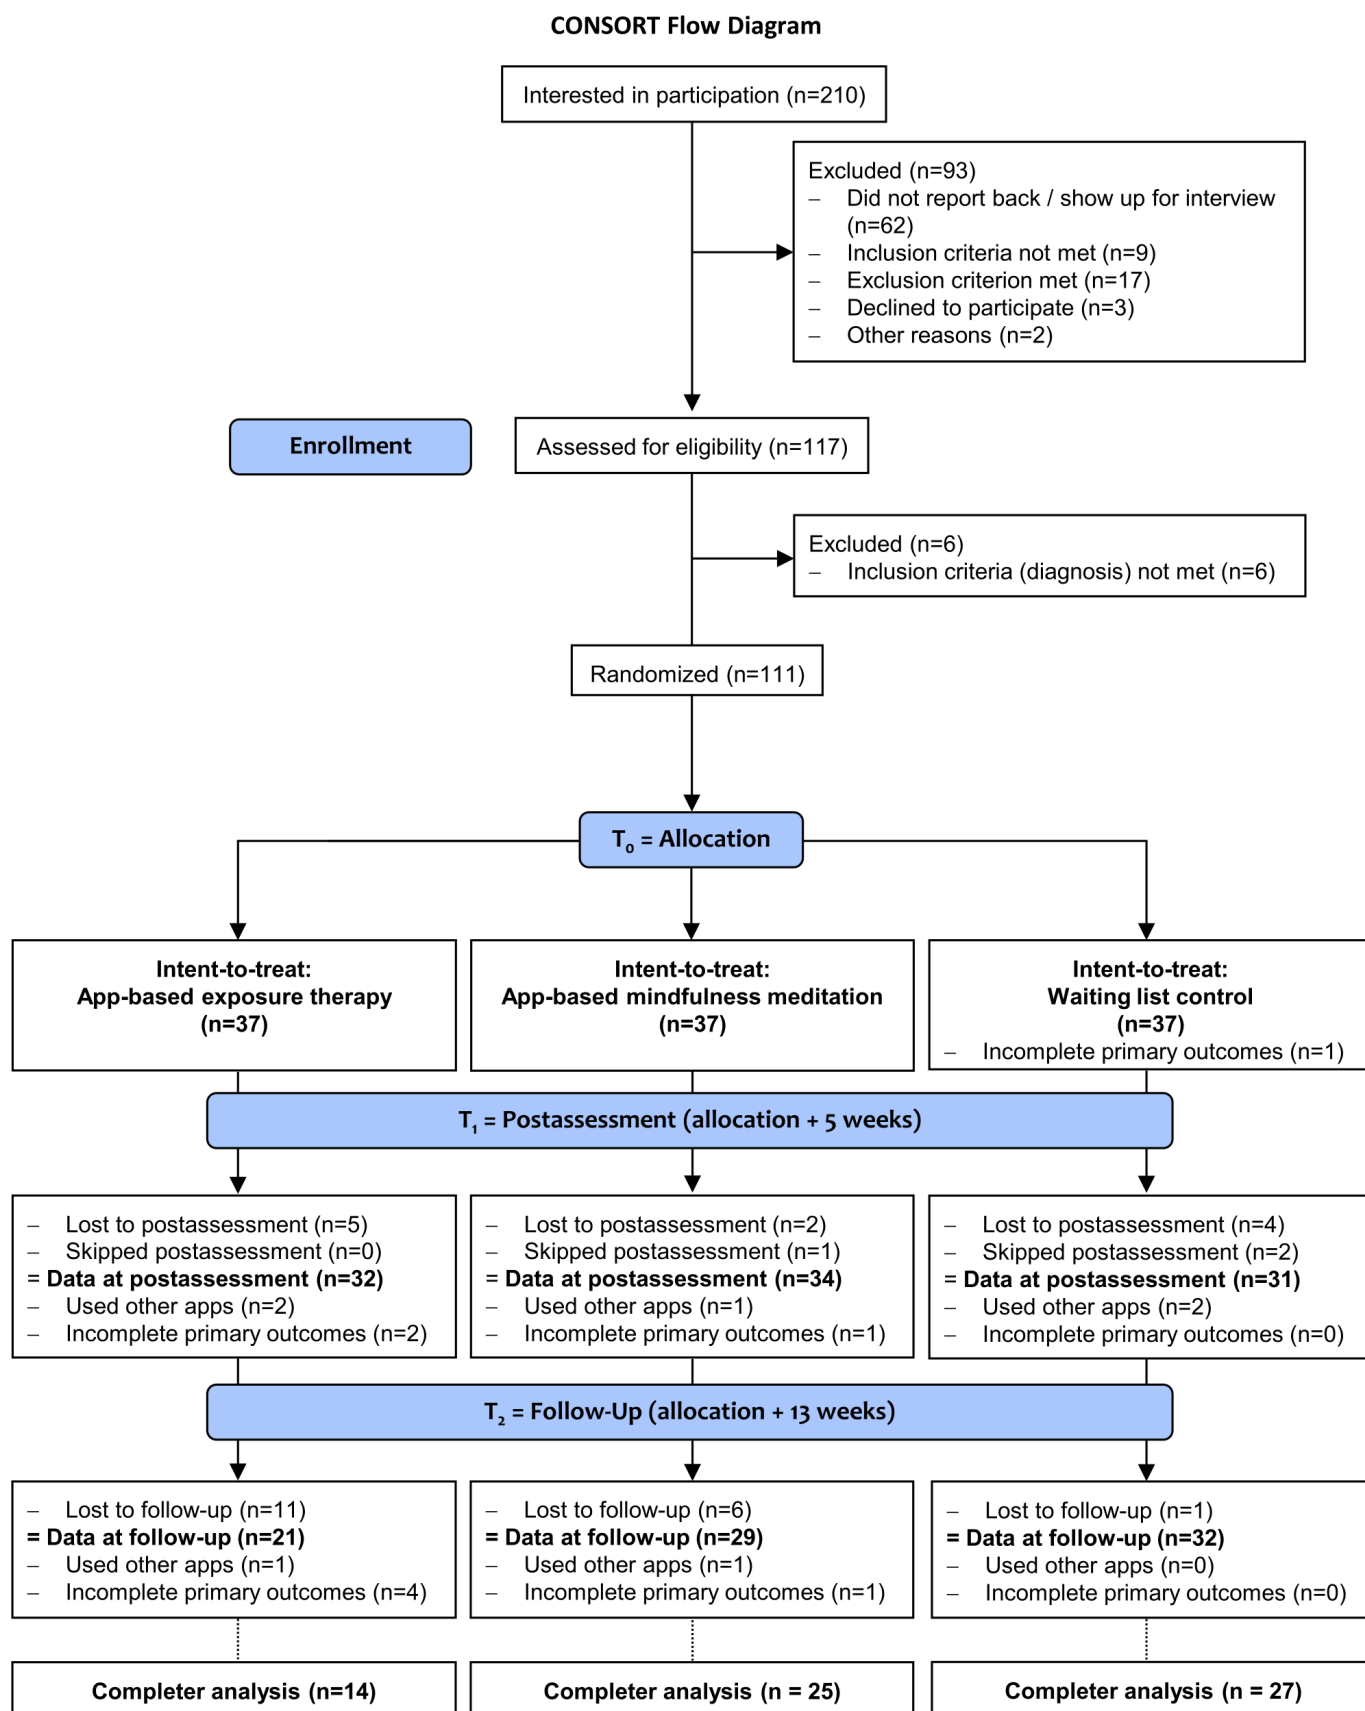 CONSORT Flow Diagram
Interested in participation (n=210)
Excluded (n=93)
– Did not report back / show up for interview
(n=62)
– Inclusion criteria not met (n=9)
– Exclusion criterion met (n=17)
– Declined to participate (n=3)
– Other reasons (n=2)
Enrollment
Assessed for eligibility (n=117)
Excluded (n=6)
– Inclusion criteria (diagnosis) not met (n=6)
Randomized (n=111)
T₀ = Allocation
Intent-to-treat:
App-based exposure therapy
(n=37)
Intent-to-treat:
App-based mindfulness meditation
(n=37)
Intent-to-treat:
Waiting list control
(n=37)
– Incomplete primary outcomes (n=1)
T₁ = Postassessment (allocation + 5 weeks)
– Lost to postassessment (n=5)
– Skipped postassessment (n=0)
= Data at postassessment (n=32)
– Used other apps (n=2)
– Incomplete primary outcomes (n=2)
– Lost to postassessment (n=2)
– Skipped postassessment (n=1)
= Data at postassessment (n=34)
– Used other apps (n=1)
– Incomplete primary outcomes (n=1)
– Lost to postassessment (n=4)
– Skipped postassessment (n=2)
= Data at postassessment (n=31)
– Used other apps (n=2)
– Incomplete primary outcomes (n=0)
T₂ = Follow-Up (allocation + 13 weeks)
– Lost to follow-up (n=11)
= Data at follow-up (n=21)
– Used other apps (n=1)
– Incomplete primary outcomes (n=4)
– Lost to follow-up (n=6)
= Data at follow-up (n=29)
– Used other apps (n=1)
– Incomplete primary outcomes (n=1)
– Lost to follow-up (n=1)
= Data at follow-up (n=32)
– Used other apps (n=0)
– Incomplete primary outcomes (n=0)
Completer analysis (n=14)
Completer analysis (n = 25)
Completer analysis (n = 27)